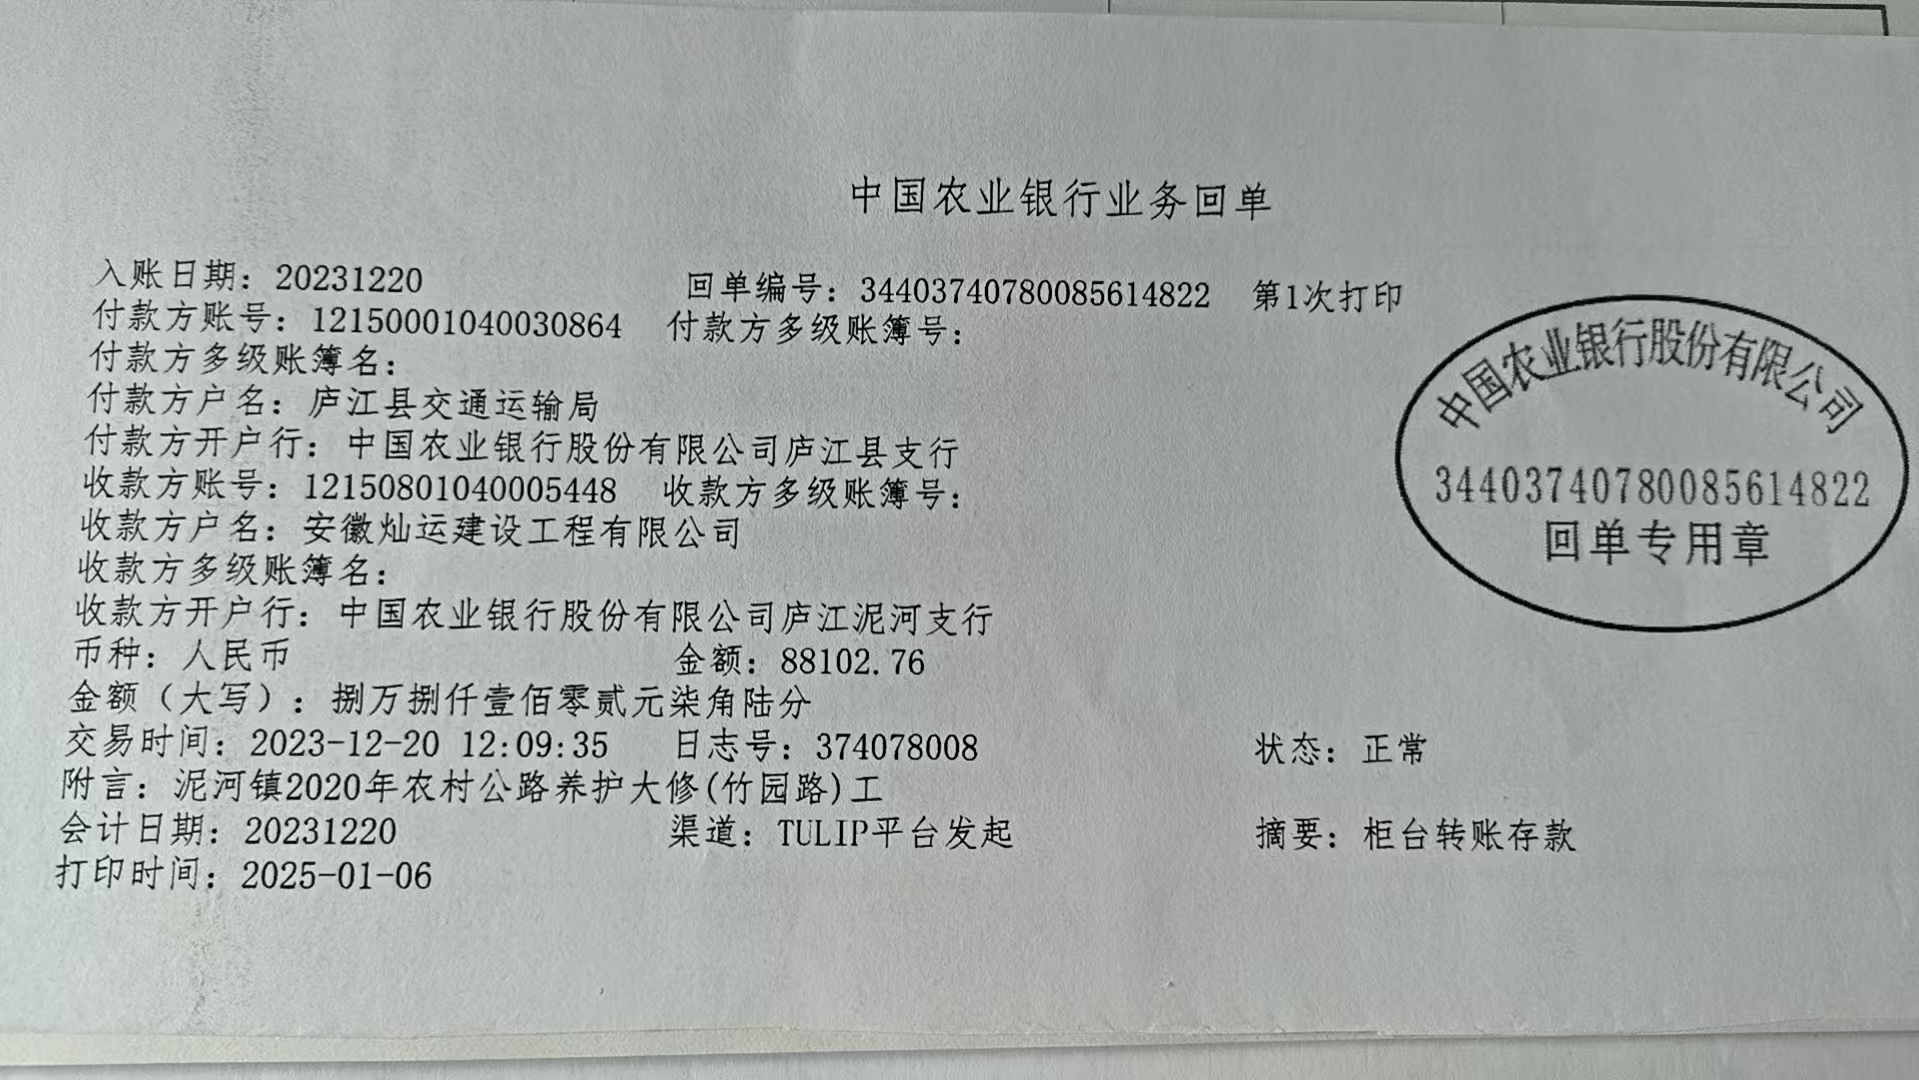 中国农业银行业务回单
入账日期：20231220 回单编号：34403740780085614822 第1次打印
付款方账号：12150001040030864 付款方多级账簿号：
付款方多级账簿名：
付款方户名：庐江县交通运输局
付款方开户行：中国农业银行股份有限公司庐江县支行
收款方账号：12150801040005448 收款方多级账簿号：
收款方户名：安徽灿运建设工程有限公司
收款方多级账簿名：
收款方开户行：中国农业银行股份有限公司庐江泥河支行
币种：人民币 金额：88102.76
金额（大写）：捌万捌仟壹佰零贰元柒角陆分
交易时间：2023-12-20 12:09:35 日志号：374078008 状态：正常
附言：泥河镇2020年农村公路养护大修(竹园路)工
会计日期：20231220 渠道：TULIP平台发起 摘要：柜台转账存款
打印时间：2025-01-06
中国农业银行股份有限公司
34403740780085614822
回单专用章